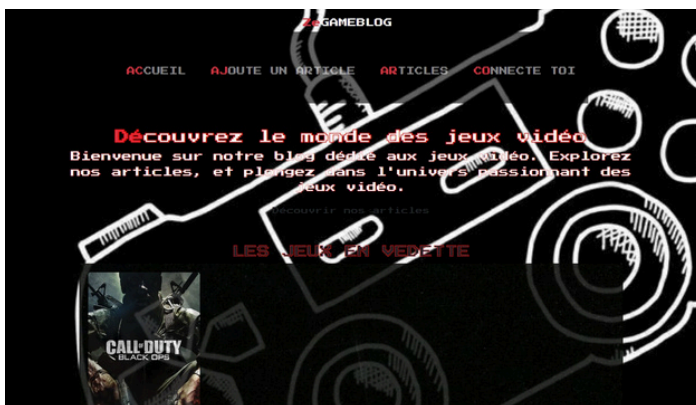 ZeGAMEBLOG
ACCUEIL AJOUTE UN ARTICLE ARTICLES CONNECTE TOI
Découvrez le monde des jeux vidéo
Bienvenue sur notre blog dédié aux jeux vidéo. Explorez
nos articles, et plongez dans l'univers passionnant des
jeux vidéo.
Découvrir nos articles
LES JEUX EN VEDETTE
CALL OF DUTY
BLACK OPS